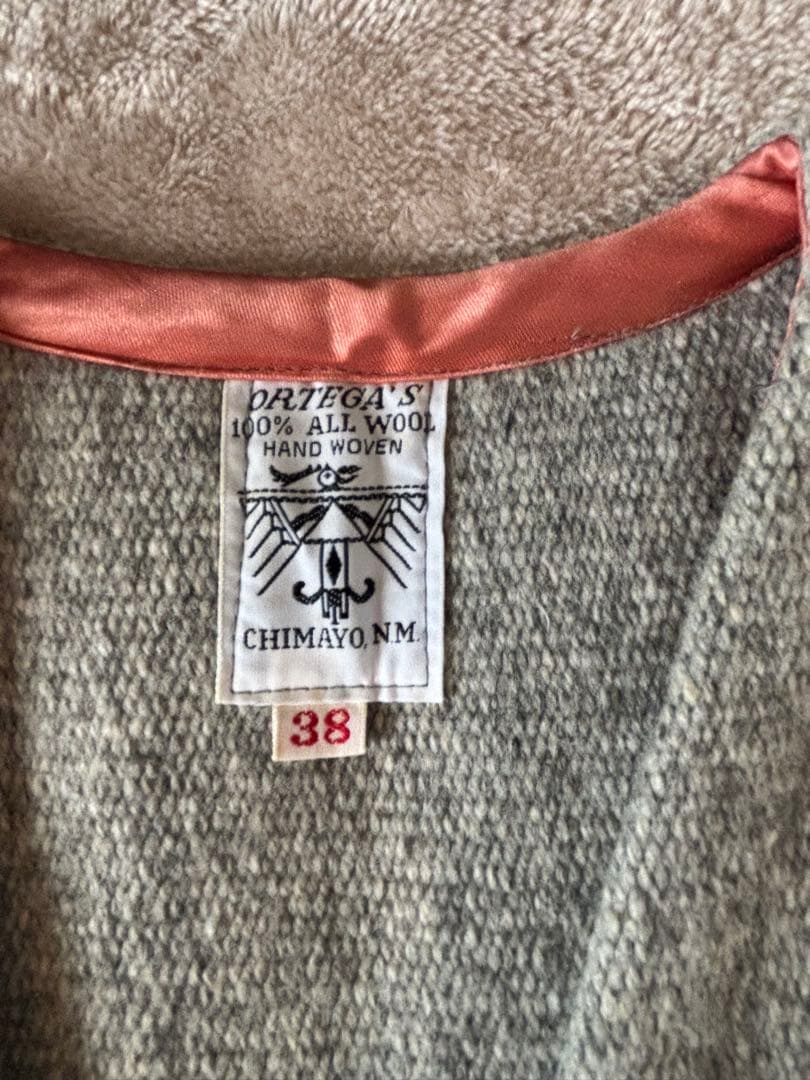 ORTEGA'S
100% ALL WOOL
HAND WOVEN
CHIMAYO, N.M.
38